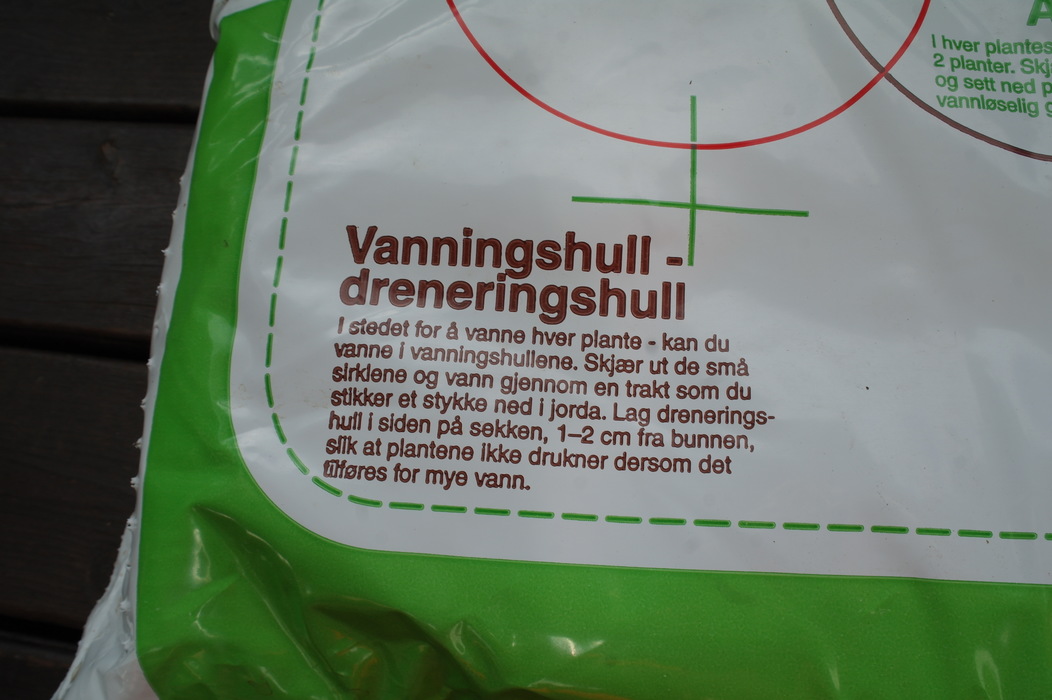 I hver plantes
2 planter. Skj
og sett ned p
vannløselig g
Vanningshull -
dreneringshull
I stedet for å vanne hver plante - kan du
vanne i vanningshullene. Skjær ut de små
sirklene og vann gjennom en trakt som du
stikker et stykke ned i jorda. Lag drenerings-
hull i siden på sekken, 1–2 cm fra bunnen,
slik at plantene ikke drukner dersom det
tilføres for mye vann.